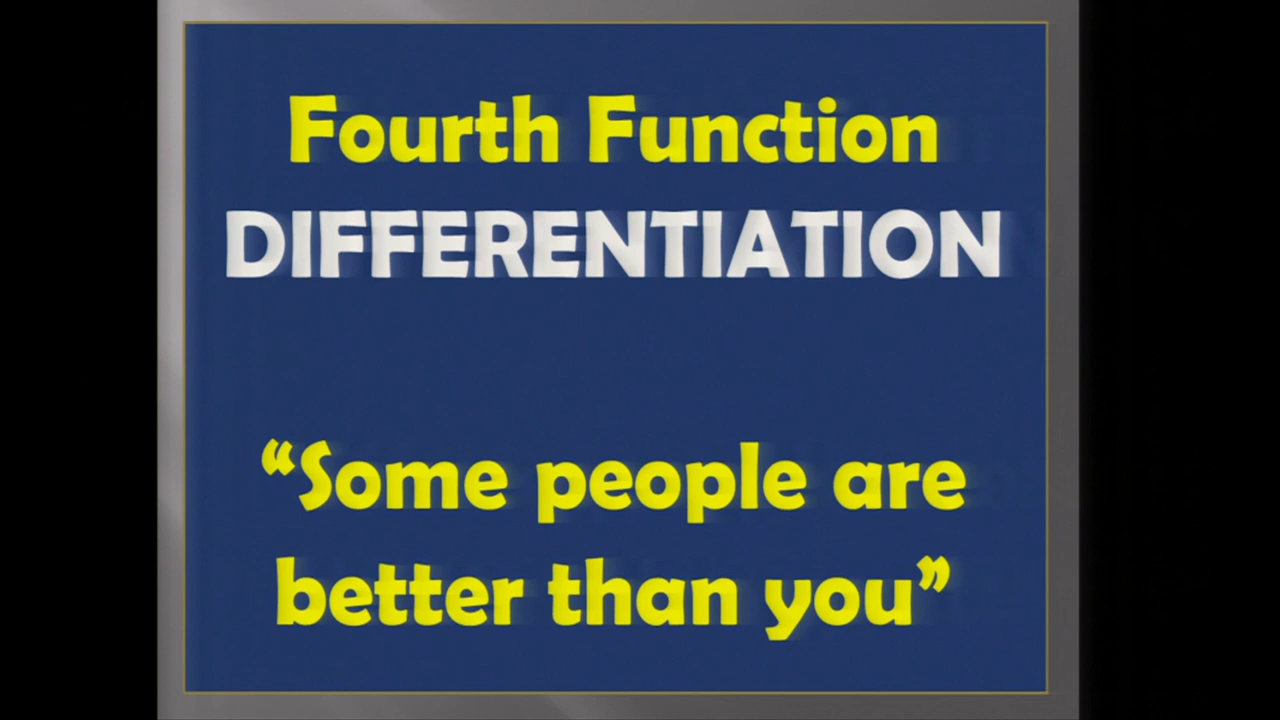 Fourth Function
DIFFERENTIATION
“Some people are
better than you”